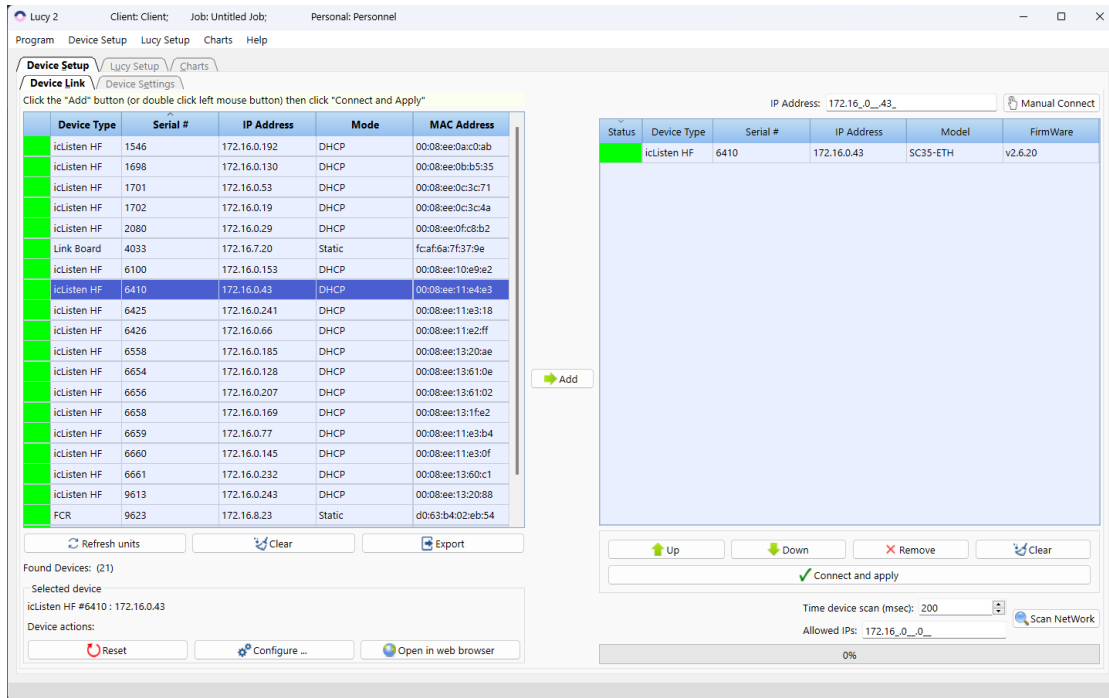 Lucy 2 Client: Client; Job: Untitled Job; Personal: Personnel
Program Device Setup Lucy Setup Charts Help
Device Setup Lucy Setup Charts
Device Link Device Settings
Click the "Add" button (or double click left mouse button) then click "Connect and Apply"
IP Address: 172.16_.0__.43_ Manual Connect
Device Type Serial # IP Address Mode MAC Address
icListen HF 1546 172.16.0.192 DHCP 00:08:ee:0a:c0:ab
icListen HF 1698 172.16.0.130 DHCP 00:08:ee:0b:b5:35
icListen HF 1701 172.16.0.53 DHCP 00:08:ee:0c:3c:71
icListen HF 1702 172.16.0.19 DHCP 00:08:ee:0c:3c:4a
icListen HF 2080 172.16.0.29 DHCP 00:08:ee:0f:c8:b2
Link Board 4033 172.16.7.20 Static fc:af:6a:7f:37:9e
icListen HF 6100 172.16.0.153 DHCP 00:08:ee:10:e9:e2
icListen HF 6410 172.16.0.43 DHCP 00:08:ee:11:e4:e3
icListen HF 6425 172.16.0.241 DHCP 00:08:ee:11:e3:18
icListen HF 6426 172.16.0.66 DHCP 00:08:ee:11:e2:ff
icListen HF 6558 172.16.0.185 DHCP 00:08:ee:13:20:ae
icListen HF 6654 172.16.0.128 DHCP 00:08:ee:13:61:0e
icListen HF 6656 172.16.0.207 DHCP 00:08:ee:13:61:02
icListen HF 6658 172.16.0.169 DHCP 00:08:ee:13:1f:e2
icListen HF 6659 172.16.0.77 DHCP 00:08:ee:11:e3:b4
icListen HF 6660 172.16.0.145 DHCP 00:08:ee:11:e3:0f
icListen HF 6661 172.16.0.232 DHCP 00:08:ee:13:60:c1
icListen HF 9613 172.16.0.243 DHCP 00:08:ee:13:20:88
FCR 9623 172.16.8.23 Static d0:63:b4:02:eb:54
Refresh units Clear Export
Found Devices: (21)
Selected device
icListen HF #6410 : 172.16.0.43
Device actions:
Reset Configure ... Open in web browser
Add
Status Device Type Serial # IP Address Model FirmWare
icListen HF 6410 172.16.0.43 SC35-ETH v2.6.20
Up Down Remove Clear
Connect and apply
Time device scan (msec): 200
Scan NetWork
Allowed IPs: 172.16_.0__.0__
0%